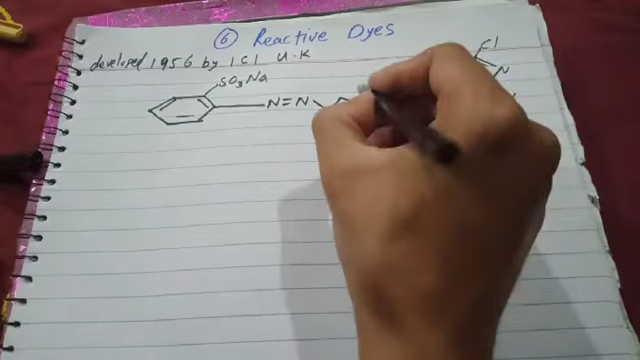 6 Reactive Dyes
developed 1956 by ICI U.K
SO3Na
Cl
N=N
N